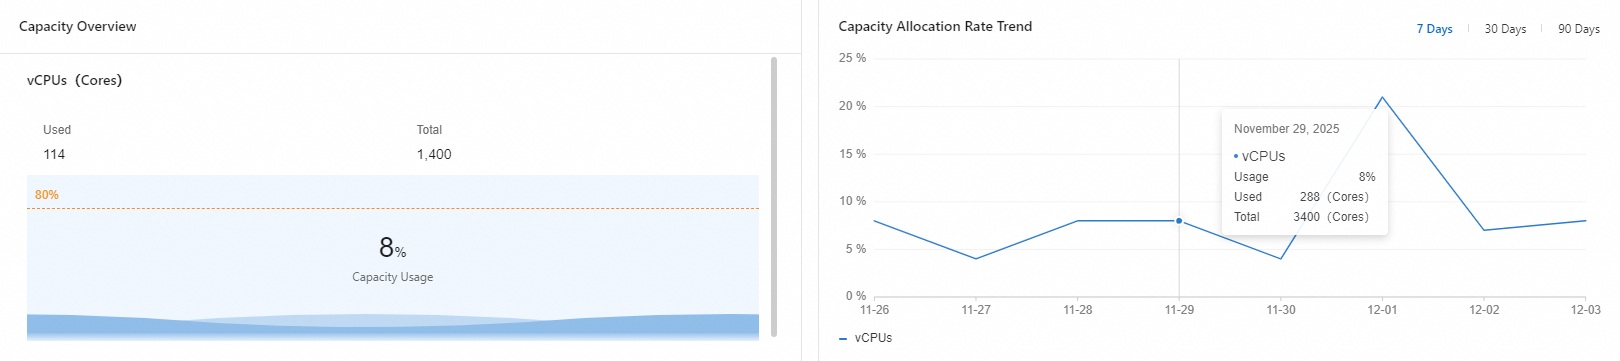 Capacity Overview
vCPUs (Cores)
Used
Total
114
1,400
80%
8%
Capacity Usage
Capacity Allocation Rate Trend
7 Days
30 Days
90 Days
25 %
20 %
15 %
10 %
5 %
0 %
November 29, 2025
vCPUs
Usage 8%
Used 288 (Cores)
Total 3400 (Cores)
11-26
11-27
11-28
11-29
11-30
12-01
12-02
12-03
vCPUs